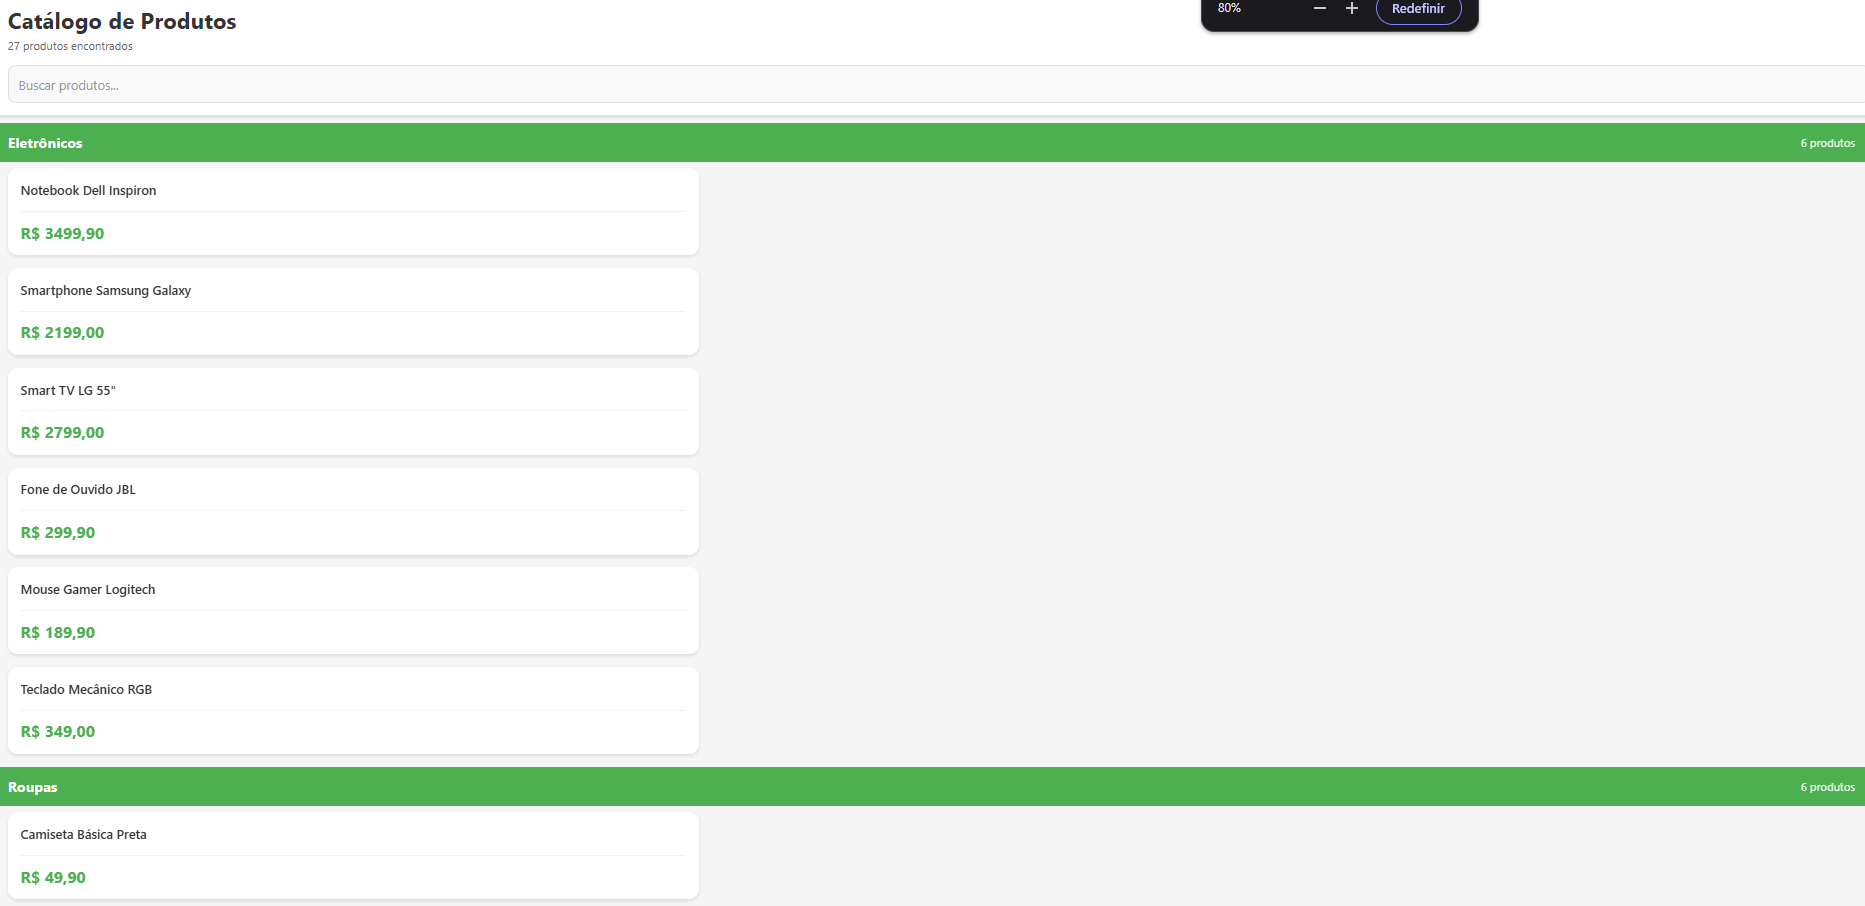 Catálogo de Produtos
27 produtos encontrados
80%
Redefinir
Buscar produtos...
Eletrônicos
6 produtos
Notebook Dell Inspiron
R$ 3499,90
Smartphone Samsung Galaxy
R$ 2199,00
Smart TV LG 55"
R$ 2799,00
Fone de Ouvido JBL
R$ 299,90
Mouse Gamer Logitech
R$ 189,90
Teclado Mecânico RGB
R$ 349,00
Roupas
6 produtos
Camiseta Básica Preta
R$ 49,90